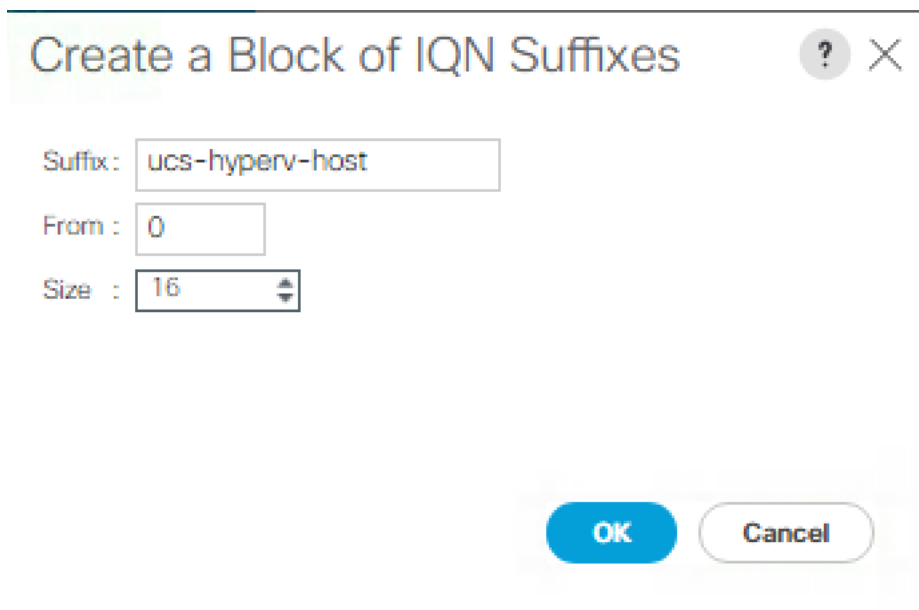 Create a Block of IQN Suffixes ? ×
Suffix : ucs-hyperv-host
From : 0
Size : 16
OK Cancel